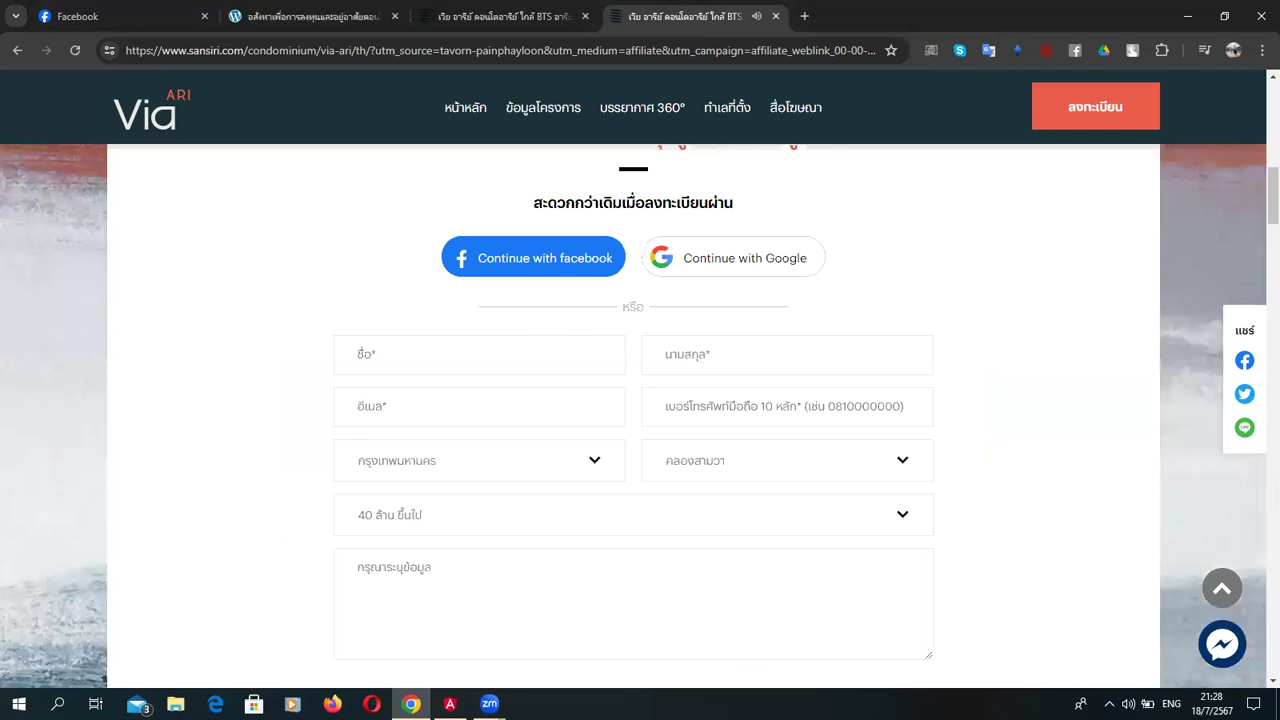 Facebook
อสังหาเพื่อการลงทุนและอยู่อาศัยคอน
เวีย อารีย์ คอนโดอารีย์ ใกล้ BTS อารี
เวีย อารีย์ คอนโดอารีย์ ใกล้ BTS
https://www.sansiri.com/condominium/via-ari/th/?utm_source=tavorn-painphayloon&utm_medium=affiliate&utm_campaign=affiliate_weblink_00-00-...
Via ARI
หน้าหลัก
ข้อมูลโครงการ
บรรยากาศ 360°
ทำเลที่ตั้ง
สื่อโฆษณา
ลงทะเบียน
สะดวกกว่าเดิมเมื่อลงทะเบียนผ่าน
Continue with facebook
Continue with Google
หรือ
ชื่อ*
นามสกุล*
อีเมล*
เบอร์โทรศัพท์มือถือ 10 หลัก* (เช่น 0810000000)
กรุงเทพมหานคร
คลองสามวา
40 ล้าน ขึ้นไป
กรุณาระบุข้อมูล
แชร์
3
zm
ENG
21:28
18/7/2567